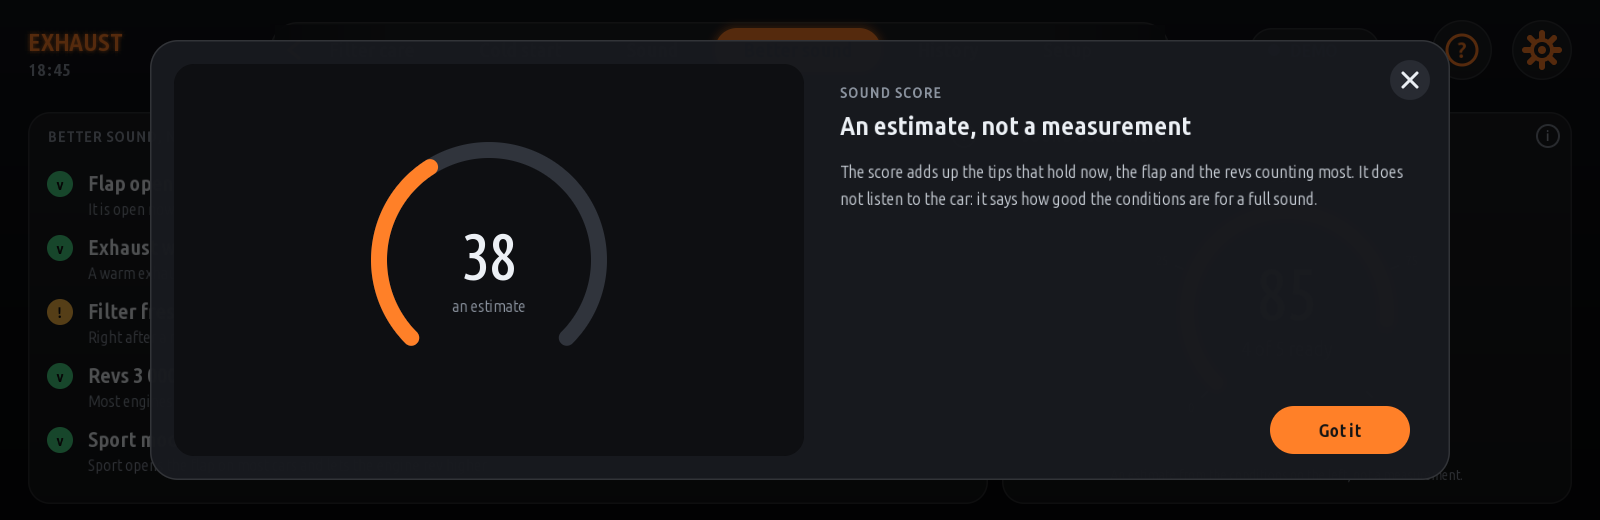 EXHAUST
18:45
?
BETTER SOUN
i
Flap op
It is open
Exhaus
A warm ex
!
Filter f
Right afte
Revs 3
Most engi
Sport m
Sport open
38
an estimate
SOUND SCORE
An estimate, not a measurement
The score adds up the tips that hold now, the flap and the revs counting most. It does
not listen to the car: it says how good the conditions are for a full sound.
85
Got it
ment.